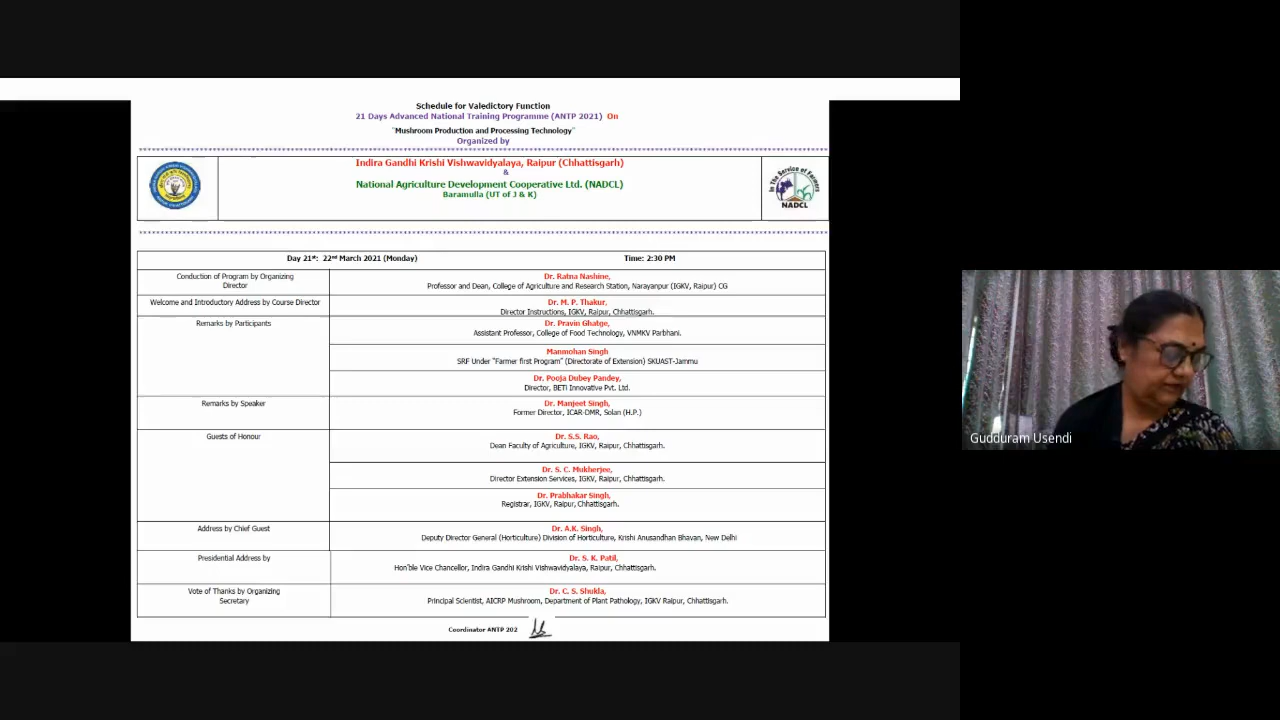 Schedule for Valedictory Function
21 Days Advanced National Training Programme (ANTP 2021) On
"Mushroom Production and Processing Technology"
Organized by
Indira Gandhi Krishi Vishwavidyalaya, Raipur (Chhattisgarh)
&
National Agriculture Development Cooperative Ltd. (NADCL)
Baramulla (UT of J & K)
In The Service of Farmers
NADCL
Day 21st: 22nd March 2021 (Monday) Time: 2:30 PM
Conduction of Program by Organizing
Director
Dr. Ratna Nashine,
Professor and Dean, College of Agriculture and Research Station, Narayanpur (IGKV, Raipur) CG
Welcome and Introductory Address by Course Director
Dr. M. P. Thakur,
Director Instructions, IGKV, Raipur, Chhattisgarh.
Remarks by Participants
Dr. Pravin Ghatge,
Assistant Professor, College of Food Technology, VNMKV Parbhani.
Manmohan Singh
SRF Under "Farmer first Program" (Directorate of Extension) SKUAST-Jammu
Dr. Pooja Dubey Pandey,
Director, BETi Innovative Pvt. Ltd.
Remarks by Speaker
Dr. Manjeet Singh,
Former Director, ICAR-DMR, Solan (H.P.)
Guests of Honour
Dr. S.S. Rao,
Dean Faculty of Agriculture, IGKV, Raipur, Chhattisgarh.
Dr. S. C. Mukherjee,
Director Extension Services, IGKV, Raipur, Chhattisgarh.
Dr. Prabhakar Singh,
Registrar, IGKV, Raipur, Chhattisgarh.
Address by Chief Guest
Dr. A.K. Singh,
Deputy Director General (Horticulture) Division of Horticulture, Krishi Anusandhan Bhavan, New Delhi
Presidential Address by
Dr. S. K. Patil,
Hon'ble Vice Chancellor, Indira Gandhi Krishi Vishwavidyalaya, Raipur, Chhattisgarh.
Vote of Thanks by Organizing
Secretary
Dr. C. S. Shukla,
Principal Scientist, AICRP Mushroom, Department of Plant Pathology, IGKV Raipur, Chhattisgarh.
Coordinator ANTP 202
Gudduram Usendi